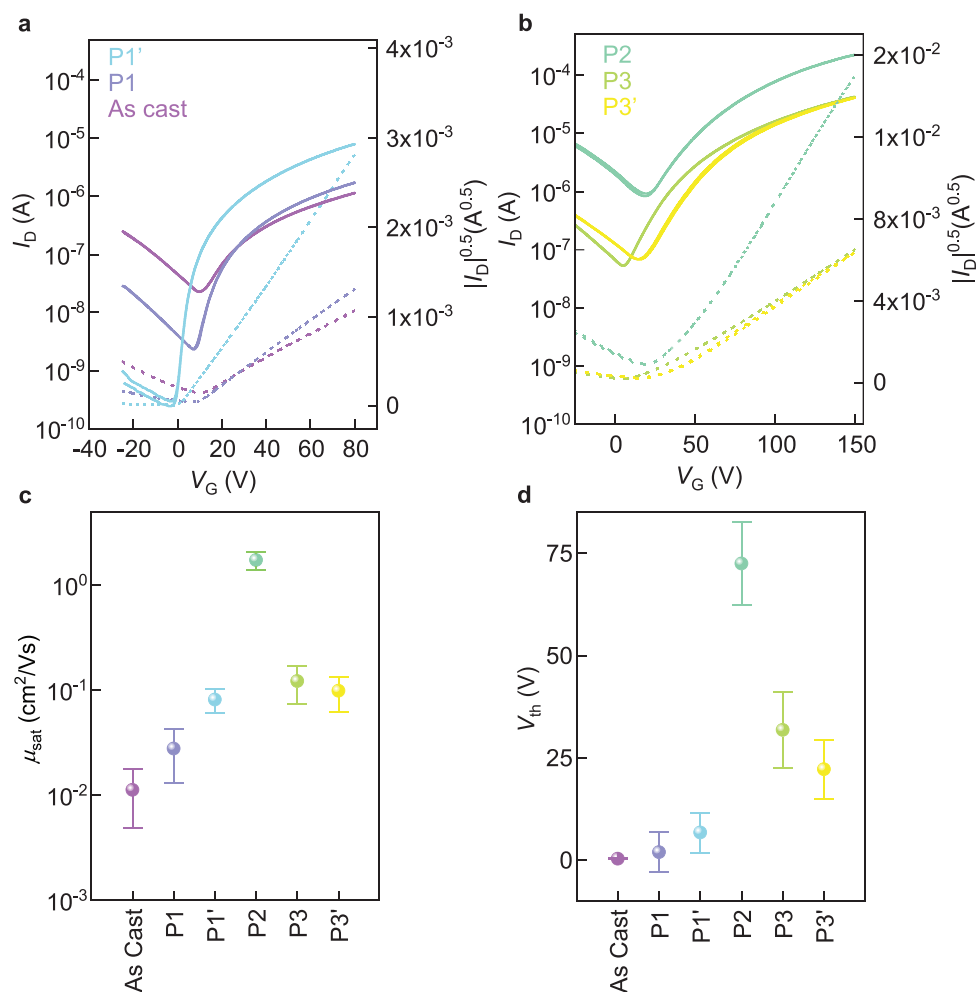 a
P1'
P1
As cast
10⁻⁴
10⁻⁵
10⁻⁶
10⁻⁷
10⁻⁸
10⁻⁹
10⁻¹⁰
I_D (A)
4x10⁻³
3x10⁻³
2x10⁻³
1x10⁻³
0
|I_D|^0.5(A^0.5)
-40 -20 0 20 40 60 80
V_G (V)
b
P2
P3
P3'
10⁻⁴
10⁻⁵
10⁻⁶
10⁻⁷
10⁻⁸
10⁻⁹
10⁻¹⁰
I_D (A)
2x10⁻²
1x10⁻²
8x10⁻³
4x10⁻³
0
|I_D|^0.5(A^0.5)
0 50 100 150
V_G (V)
c
10⁰
10⁻¹
10⁻²
10⁻³
μ_sat (cm²/Vs)
As Cast
P1
P1'
P2
P3
P3'
d
75
50
25
0
V_th (V)
As Cast
P1
P1'
P2
P3
P3'